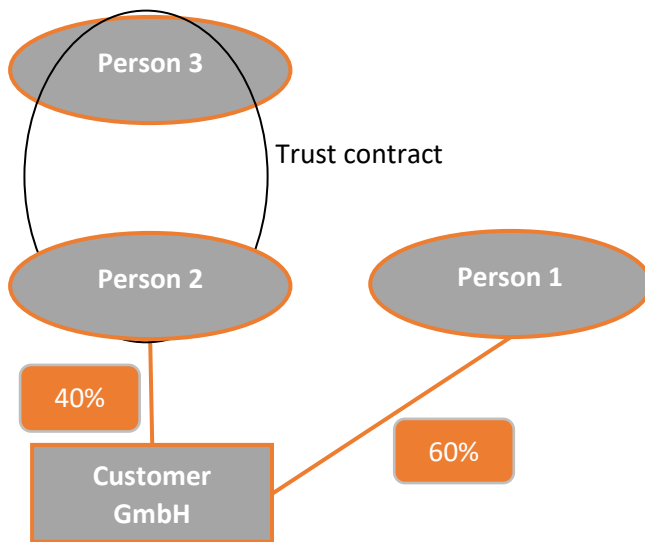 Person 3
Trust contract
Person 2
Person 1
40%
60%
Customer
GmbH